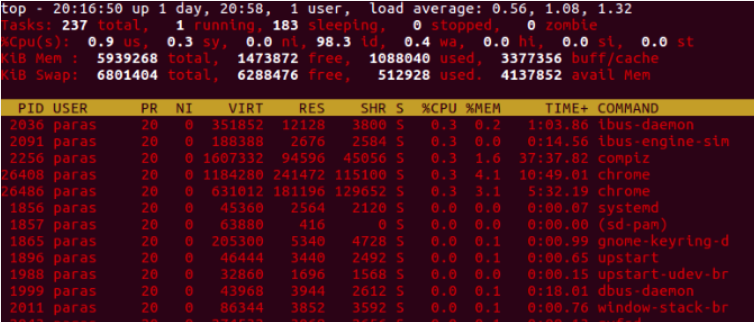 top - 20:16:50 up 1 day, 20:58,  1 user,  load average: 0.56, 1.08, 1.32
Tasks: 237 total,   1 running, 183 sleeping,   0 stopped,   0 zombie
%Cpu(s):  0.9 us,  0.3 sy,  0.0 ni, 98.3 id,  0.4 wa,  0.0 hi,  0.0 si,  0.0 st
KiB Mem :  5939268 total,  1473872 free,  1088040 used,  3377356 buff/cache
KiB Swap:  6801404 total,  6288476 free,   512928 used.  4137852 avail Mem
PID USER      PR  NI    VIRT    RES    SHR S  %CPU %MEM     TIME+ COMMAND
2036 paras     20   0  351852  12128   3800 S   0.3  0.2   1:03.86 ibus-daemon
2091 paras     20   0  188388   2676   2584 S   0.3  0.0   0:14.56 ibus-engine-sim
2256 paras     20   0 1607332  94596  45056 S   0.3  1.6  37:37.82 compiz
26408 paras     20   0 1184280 241472 115100 S   0.3  4.1  10:49.01 chrome
26486 paras     20   0  631012 181196 129652 S   0.3  3.1   5:32.19 chrome
1856 paras     20   0   45360   2564   2120 S   0.0  0.0   0:00.07 systemd
1857 paras     20   0   63880    416      0 S   0.0  0.0   0:00.00 (sd-pam)
1865 paras     20   0  205300   5340   4728 S   0.0  0.1   0:00.99 gnome-keyring-d
1896 paras     20   0   46444   3440   2492 S   0.0  0.1   0:00.65 upstart
1988 paras     20   0   32860   1696   1568 S   0.0  0.0   0:00.15 upstart-udev-br
1999 paras     20   0   43968   3944   2612 S   0.0  0.1   0:18.01 dbus-daemon
2011 paras     20   0   86344   3852   3592 S   0.0  0.1   0:00.76 window-stack-br